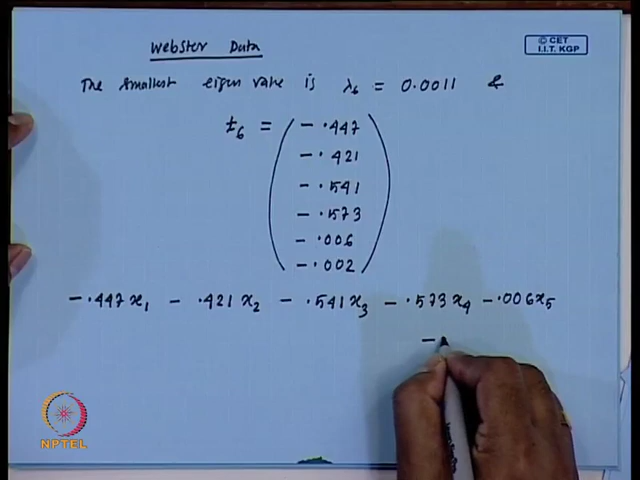 Webster Data
© CET
I.I.T. KGP
The smallest eigen value is λ₆ = 0.0011 &
t₆ = ( -.447
-.421
-.541
-.573
-.006
-.002 )
-.447 x₁ - .421 x₂ - .541 x₃ - .573 x₄ - .006 x₅
-
NPTEL